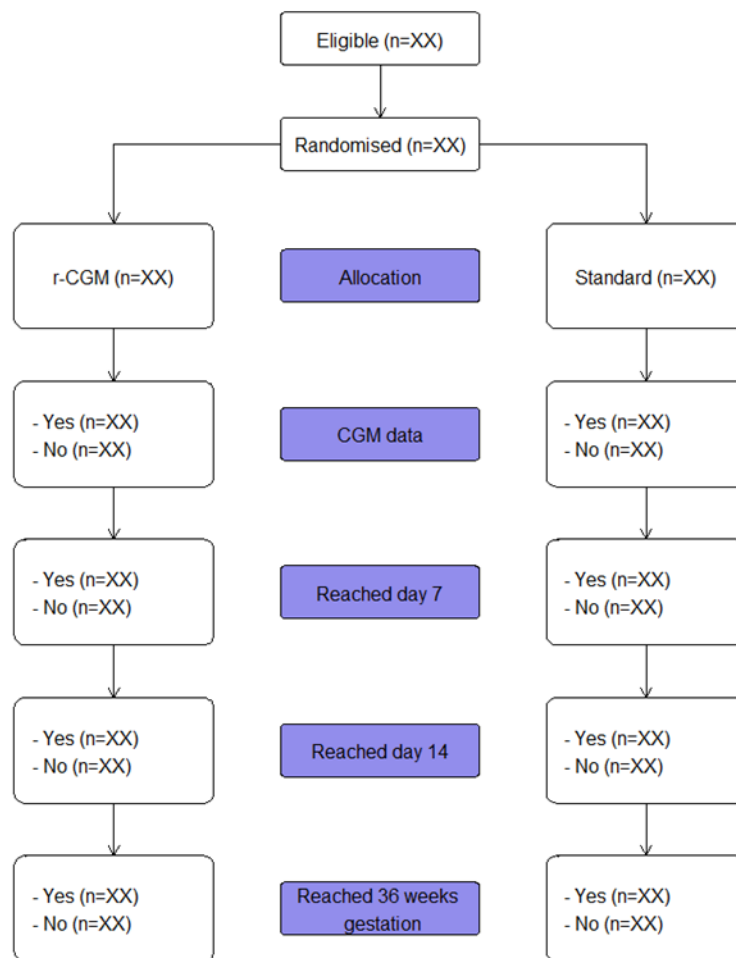 Eligible (n=XX)
Randomised (n=XX)
r-CGM (n=XX)
Allocation
Standard (n=XX)
- Yes (n=XX)
- No (n=XX)
CGM data
- Yes (n=XX)
- No (n=XX)
- Yes (n=XX)
- No (n=XX)
Reached day 7
- Yes (n=XX)
- No (n=XX)
- Yes (n=XX)
- No (n=XX)
Reached day 14
- Yes (n=XX)
- No (n=XX)
- Yes (n=XX)
- No (n=XX)
Reached 36 weeks
gestation
- Yes (n=XX)
- No (n=XX)